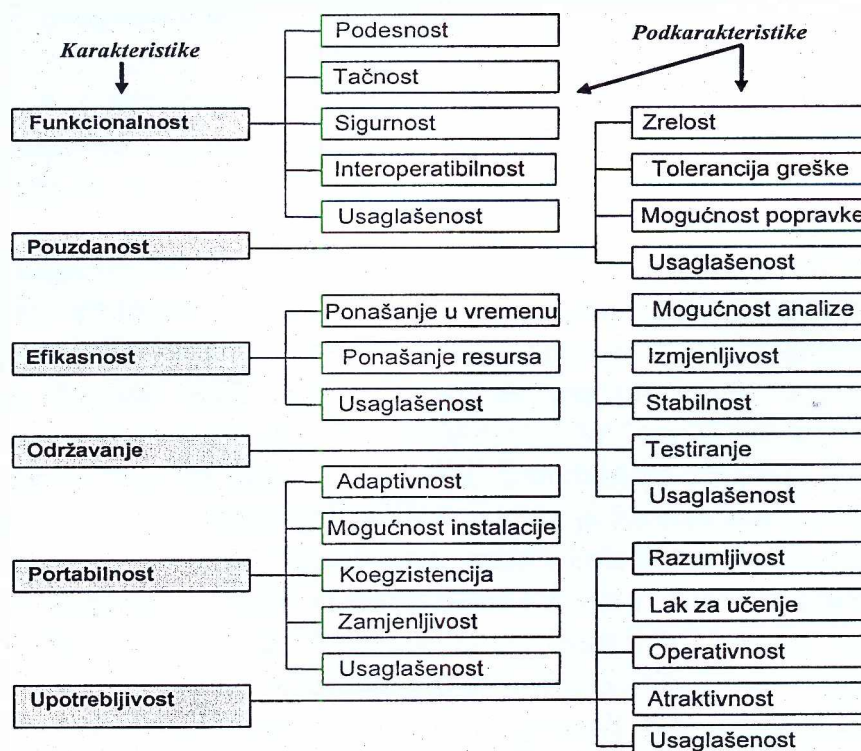 Karakteristike
Podkarakteristike
Funkcionalnost
Podesnost
Tačnost
Sigurnost
Interoperatibilnost
Usaglašenost
Pouzdanost
Zrelost
Tolerancija greške
Mogućnost popravke
Usaglašenost
Efikasnost
Ponašanje u vremenu
Ponašanje resursa
Usaglašenost
Održavanje
Mogućnost analize
Izmjenljivost
Stabilnost
Testiranje
Usaglašenost
Portabilnost
Adaptivnost
Mogućnost instalacije
Koegzistencija
Zamjenljivost
Usaglašenost
Upotrebljivost
Razumljivost
Lak za učenje
Operativnost
Atraktivnost
Usaglašenost